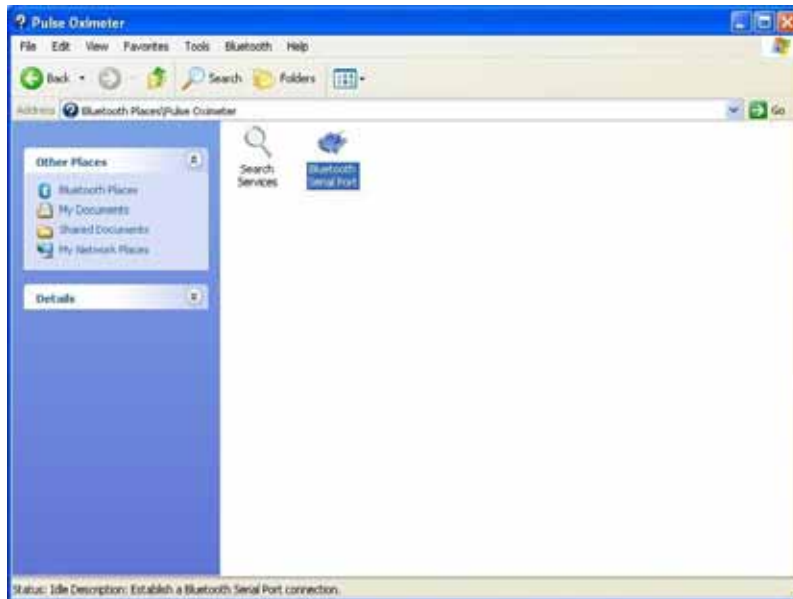 Pulse Oximeter
File Edit View Favorites Tools Bluetooth Help
Back Search Folders
Address Bluetooth Places\Pulse Oximeter Go
Other Places
Bluetooth Places
My Documents
Shared Documents
My Network Places
Details
Search
Services
Bluetooth
Serial Port
Status: Idle Description: Establish a Bluetooth Serial Port connection.